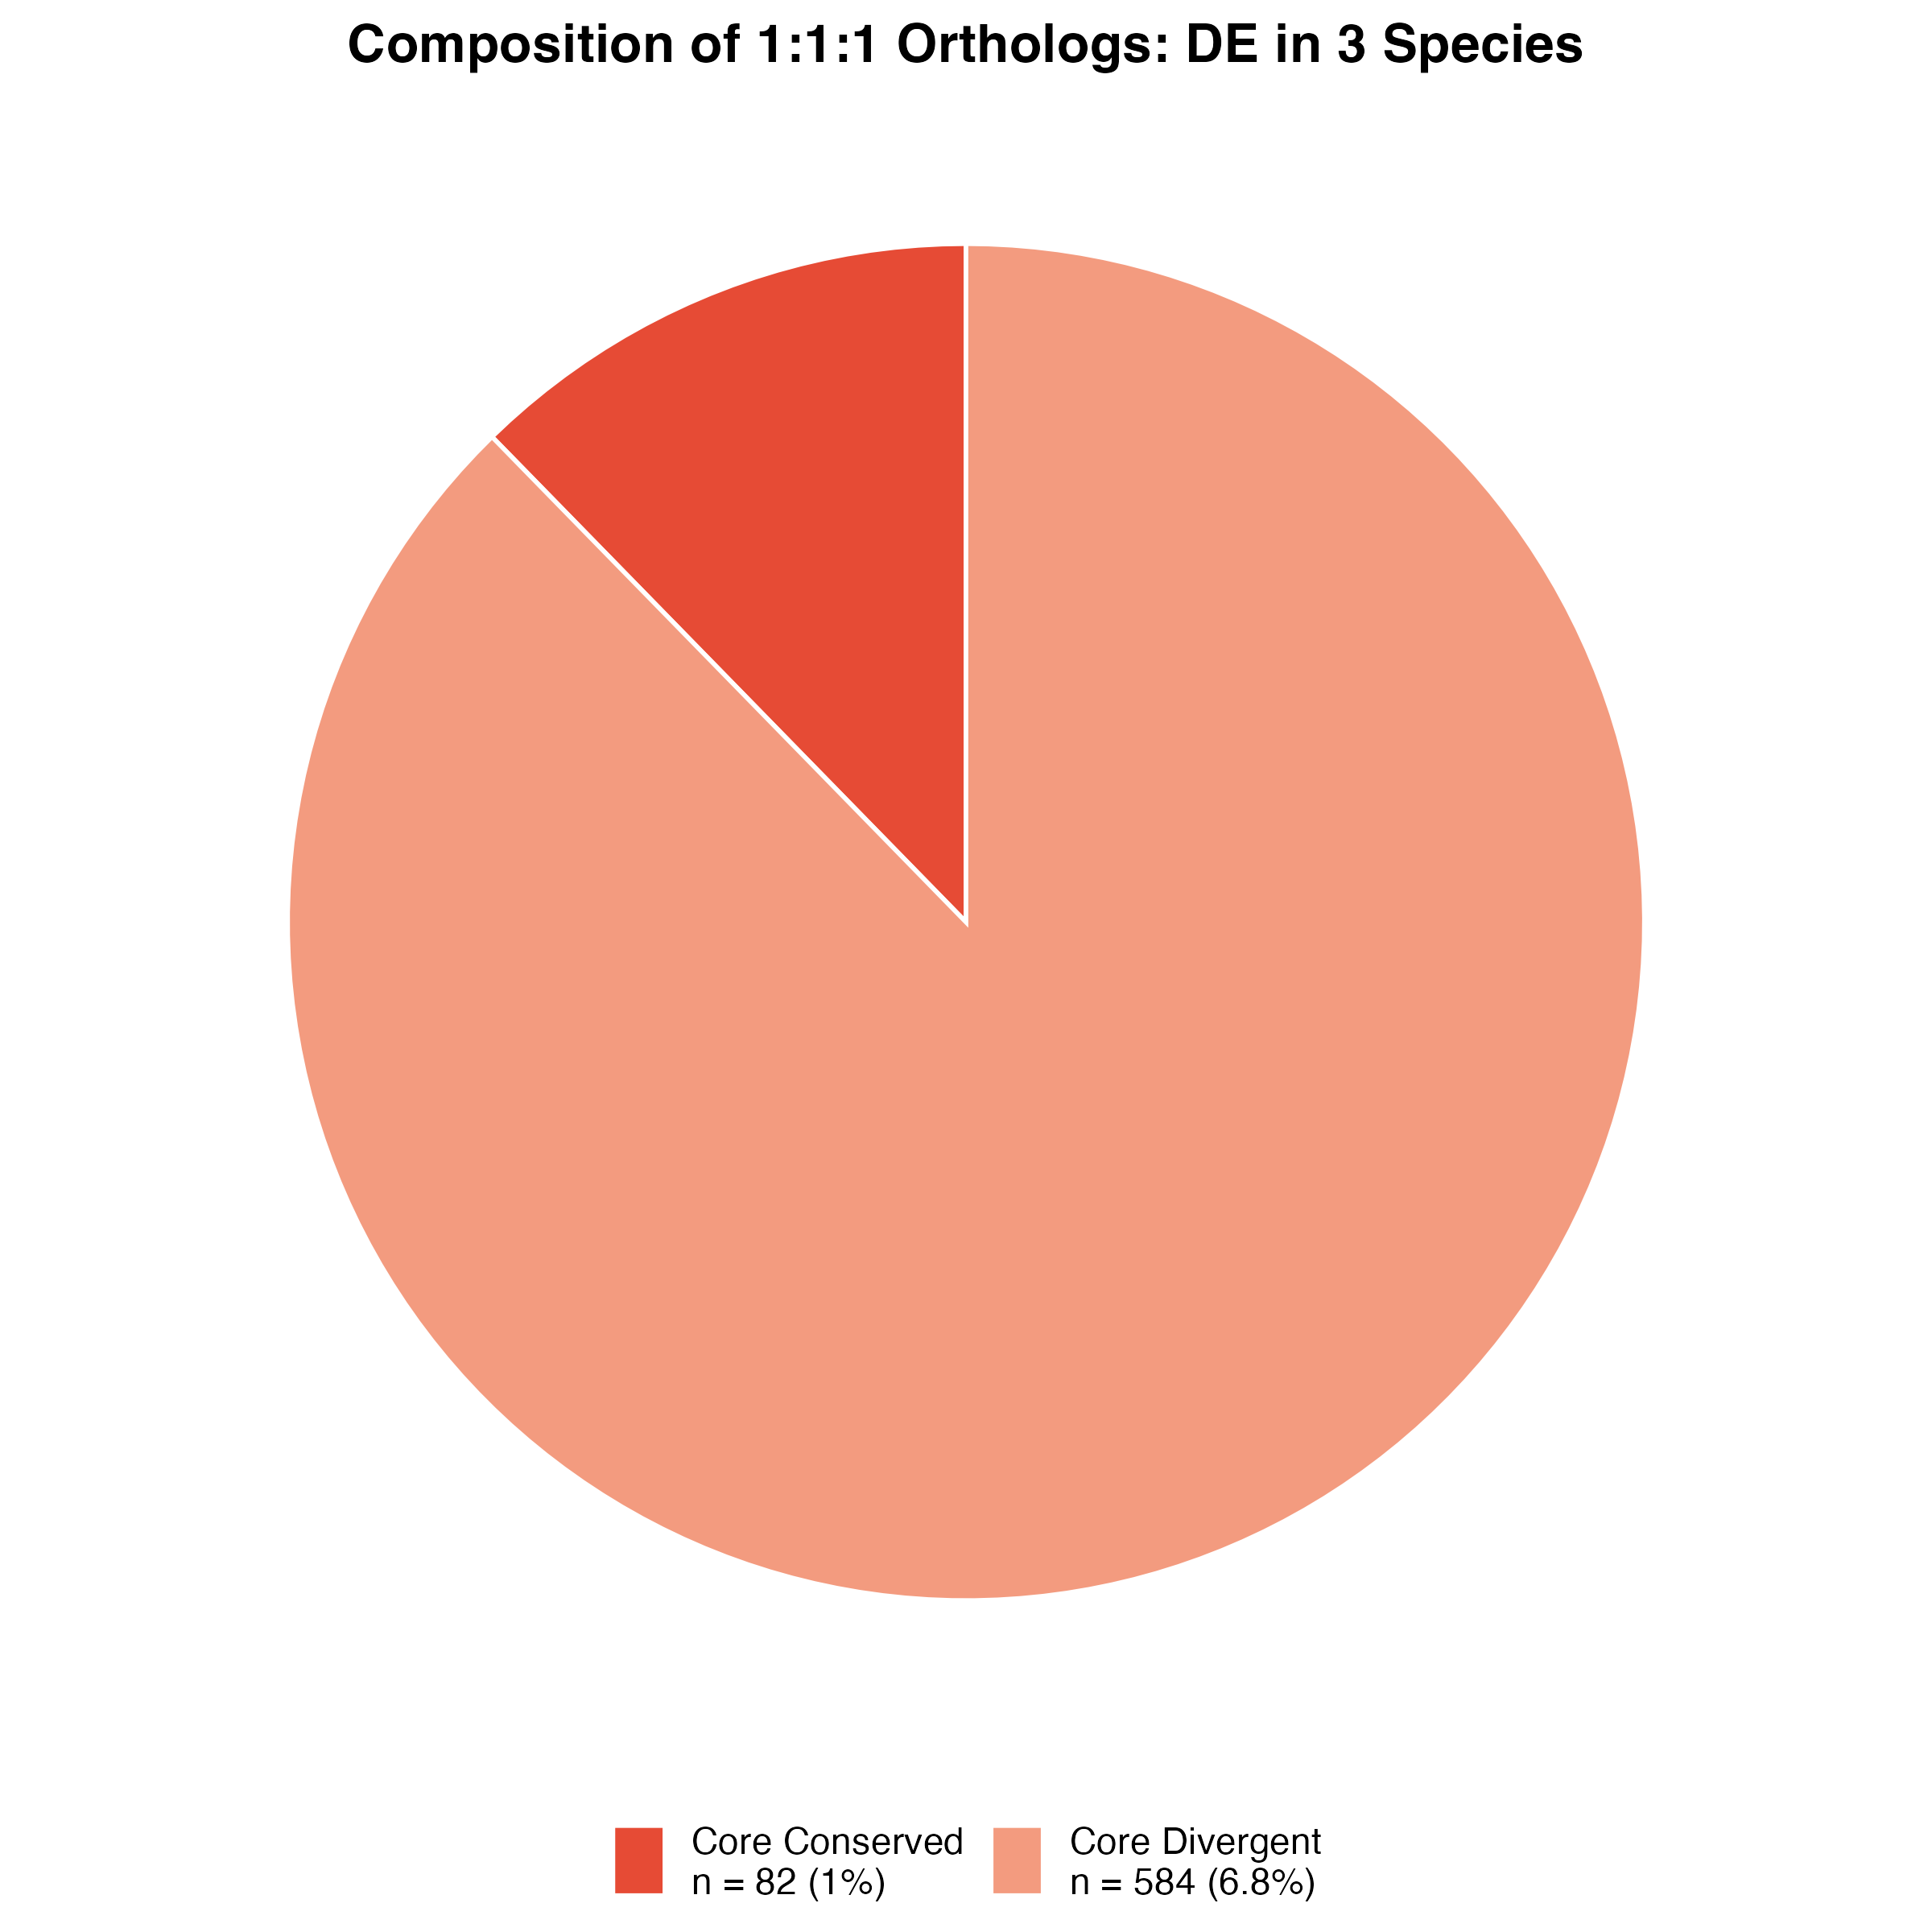 Composition of 1:1:1 Orthologs: DE in 3 Species
Core Conserved
n = 82 (1%)
Core Divergent
n = 584 (6.8%)